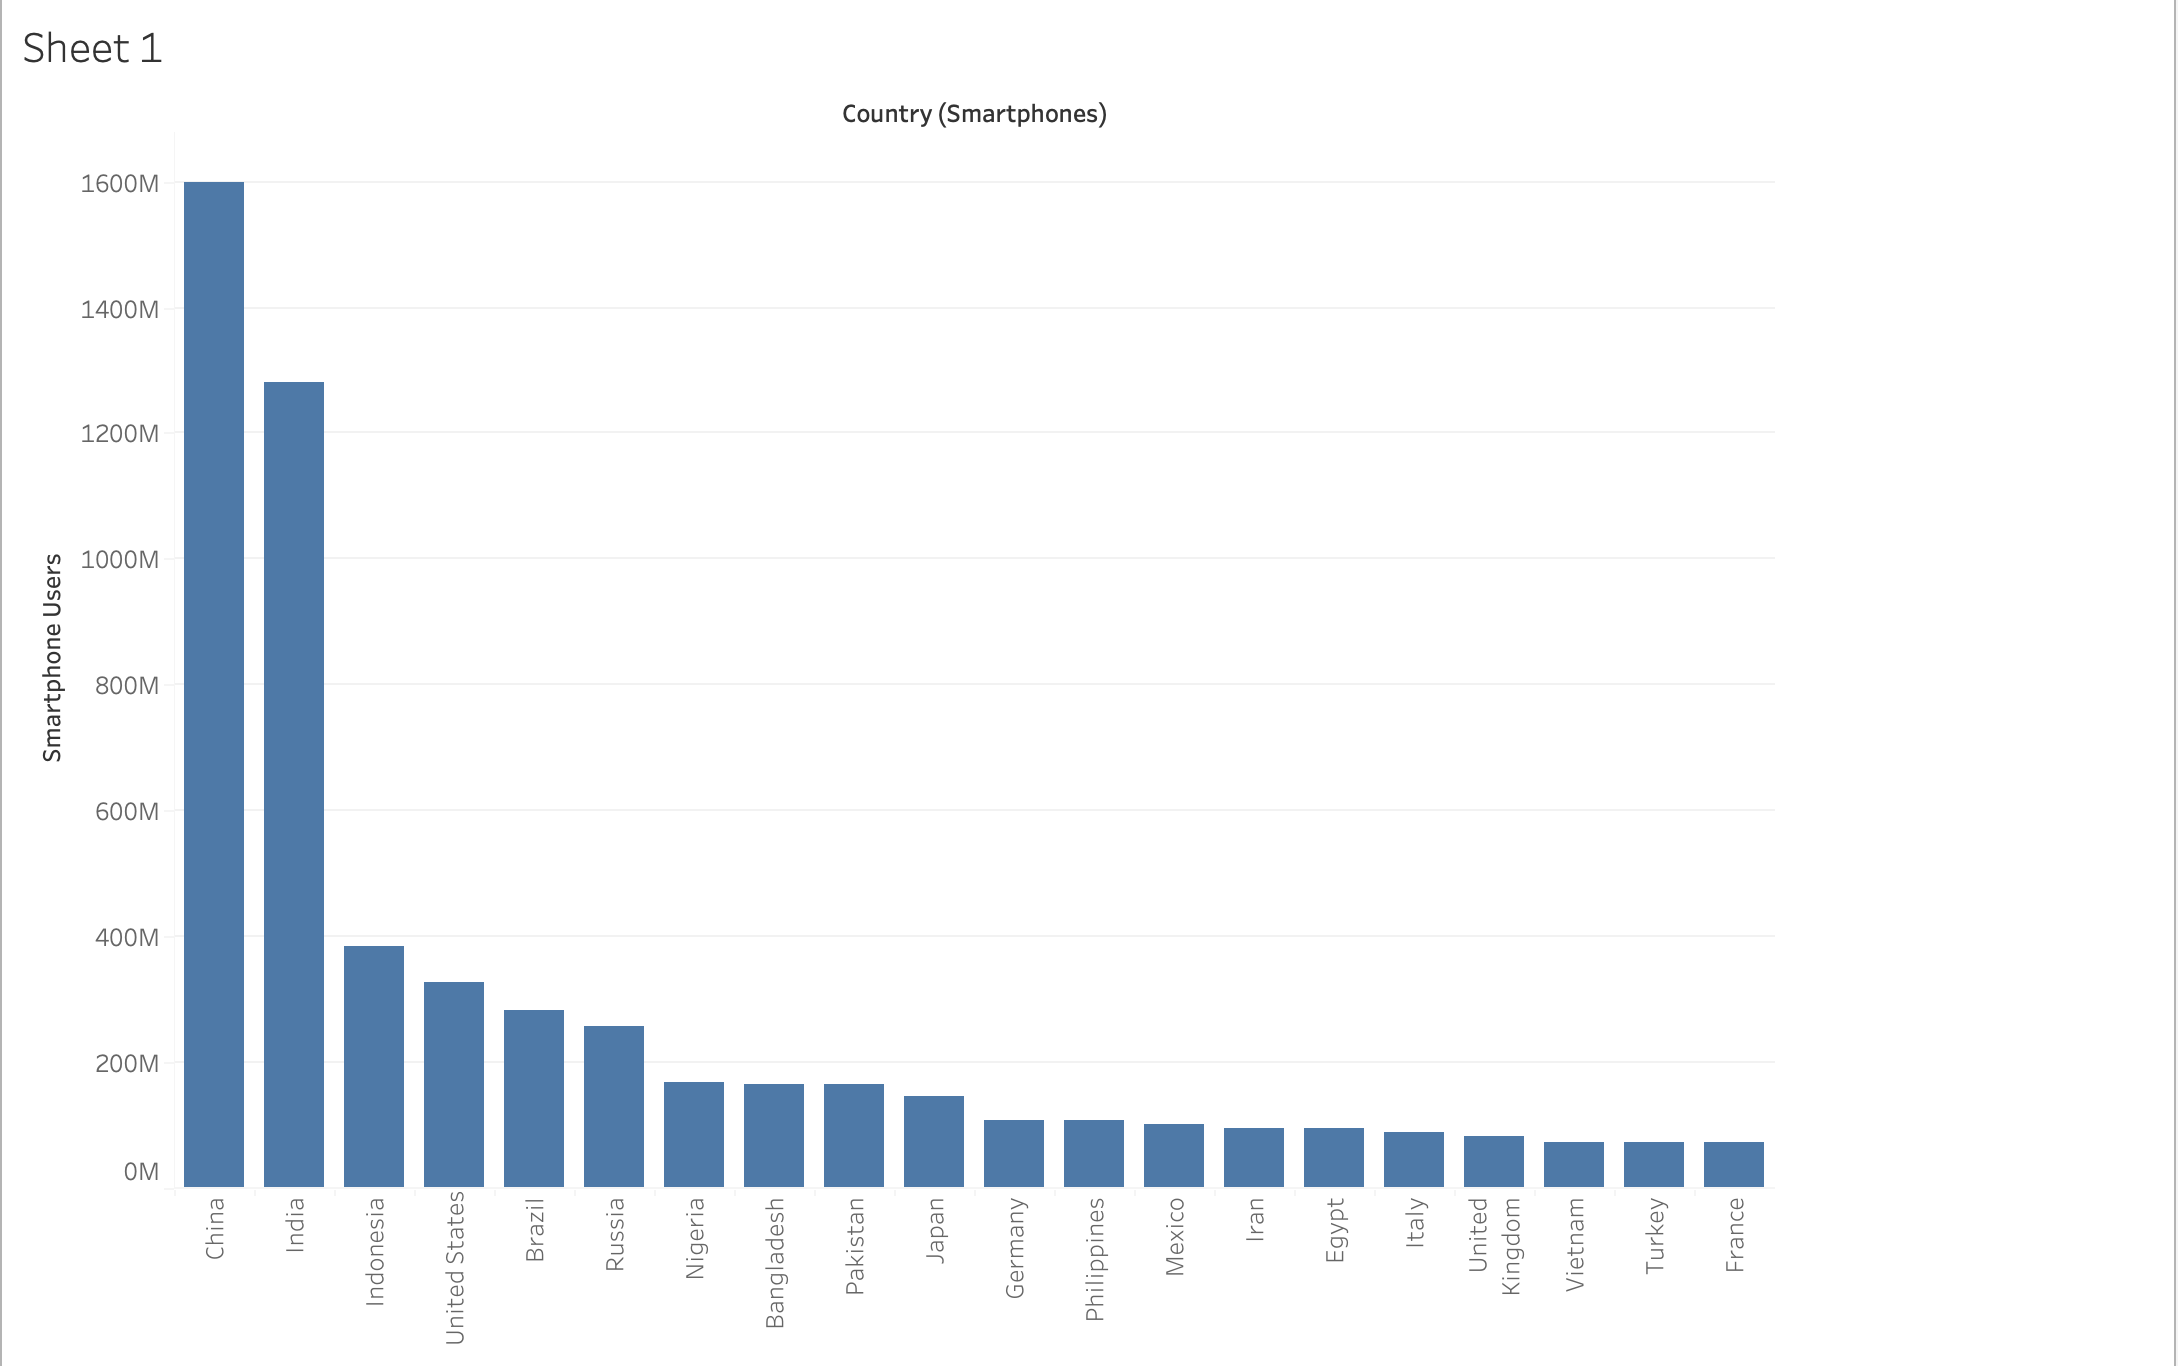 Sheet 1
Country (Smartphones)
1600M
1400M
1200M
1000M
800M
600M
400M
200M
0M
Smartphone Users
China
India
Indonesia
United States
Brazil
Russia
Nigeria
Bangladesh
Pakistan
Japan
Germany
Philippines
Mexico
Iran
Egypt
Italy
United
Kingdom
Vietnam
Turkey
France